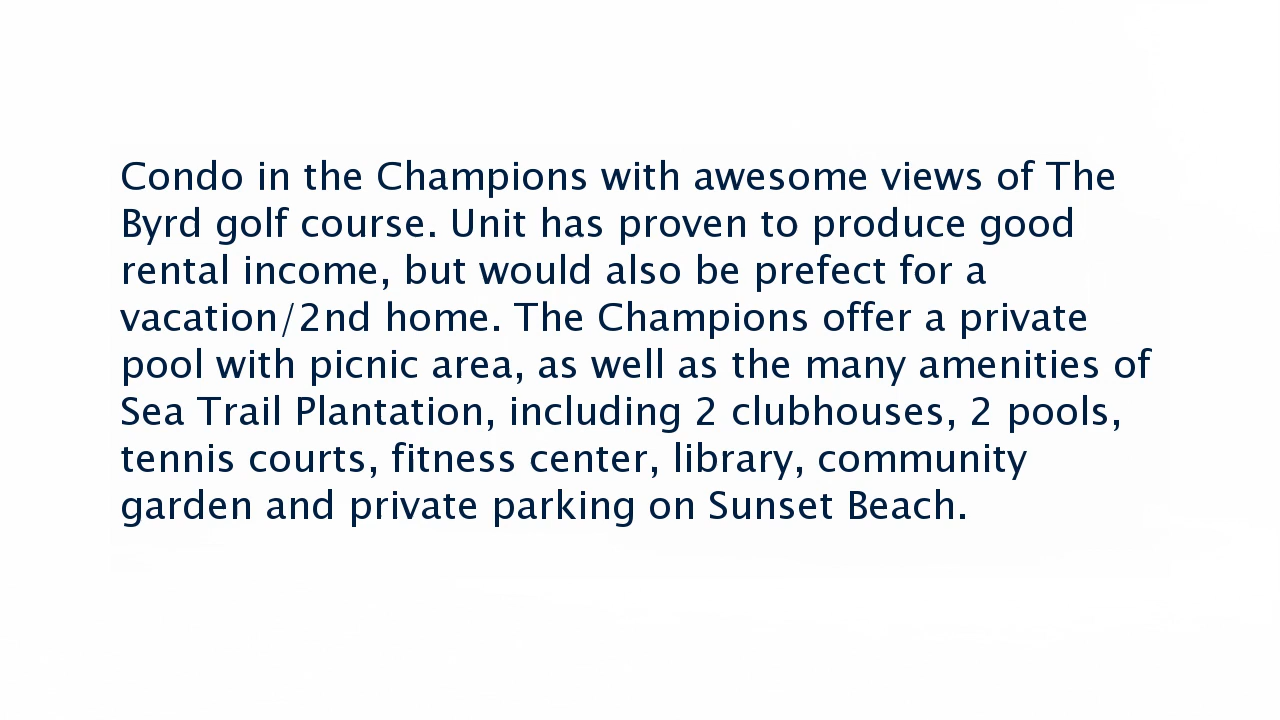 Condo in the Champions with awesome views of The
Byrd golf course. Unit has proven to produce good
rental income, but would also be prefect for a
vacation/2nd home. The Champions offer a private
pool with picnic area, as well as the many amenities of
Sea Trail Plantation, including 2 clubhouses, 2 pools,
tennis courts, fitness center, library, community
garden and private parking on Sunset Beach.